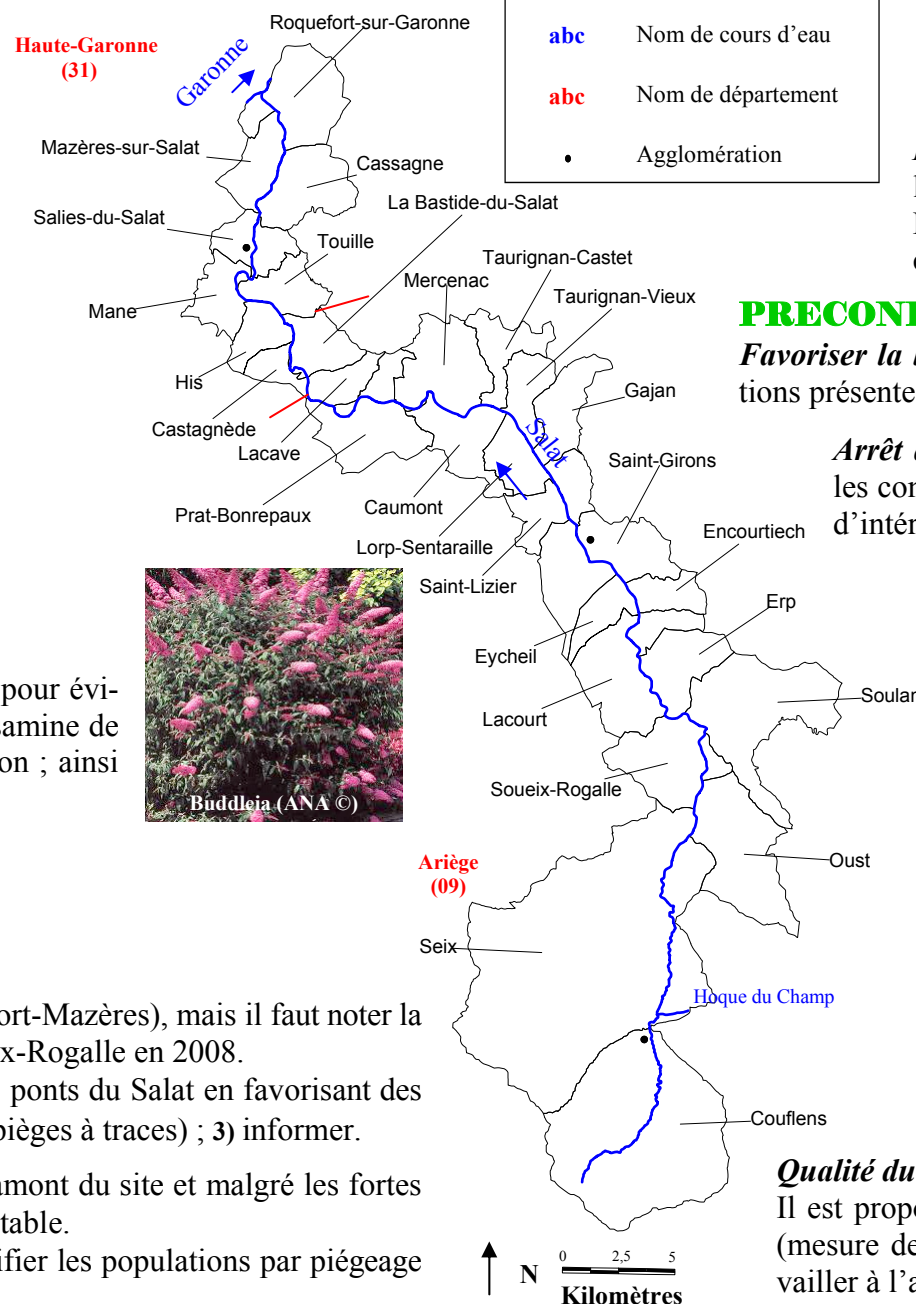 Roquefort-sur-Garonne
Haute-Garonne
(31)
Garonne
abc Nom de cours d'eau
abc Nom de département
Agglomération
Mazères-sur-Salat
Cassagne
La Bastide-du-Salat
Salies-du-Salat
Touille
Taurignan-Castet
Mercenac
Taurignan-Vieux
Mane
PRECONI
Favoriser la
tions présente
His
Gajan
Castagnède
Lacave
Salat
Saint-Girons
Arrêt
les con
d'intér
Prat-Bonrepaux
Caumont
Lorp-Sentaraille
Encourtiech
Saint-Lizier
Erp
Eycheil
pour évi-
samine de
on ; ainsi
Lacourt
Soulan
Soueix-Rogalle
Buddleia (ANA ©)
Ariège
(09)
Oust
Seix
Hoque du Champ
ort-Mazères), mais il faut noter la
x-Rogalle en 2008.
ponts du Salat en favorisant des
pièges à traces) ; 3) informer.
Couflens
amont du site et malgré les fortes
table.
ifier les populations par piégeage
Qualité du
Il est propo
(mesure de
vailler à l'a
N
0 2,5 5
Kilomètres